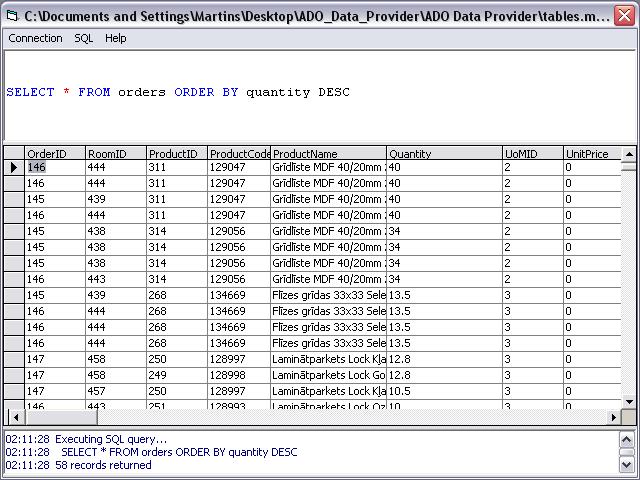 C:\Documents and Settings\Martins\Desktop\ADO_Data_Provider\ADO Data Provider\tables.m...
Connection SQL Help
SELECT * FROM orders ORDER BY quantity DESC
OrderID RoomID ProductID ProductCode ProductName Quantity UoMID UnitPrice
146 444 311 129047 Grīdlīste MDF 40/20mm 40 2 0
146 444 311 129047 Grīdlīste MDF 40/20mm 40 2 0
145 439 311 129047 Grīdlīste MDF 40/20mm 40 2 0
146 444 311 129047 Grīdlīste MDF 40/20mm 40 2 0
145 438 314 129056 Grīdlīste MDF 40/20mm 34 2 0
145 438 314 129056 Grīdlīste MDF 40/20mm 34 2 0
145 438 314 129056 Grīdlīste MDF 40/20mm 34 2 0
146 443 314 129056 Grīdlīste MDF 40/20mm 34 2 0
145 439 268 134669 Flīzes grīdas 33x33 Sele 13.5 3 0
146 444 268 134669 Flīzes grīdas 33x33 Sele 13.5 3 0
146 444 268 134669 Flīzes grīdas 33x33 Sele 13.5 3 0
146 444 268 134669 Flīzes grīdas 33x33 Sele 13.5 3 0
147 458 250 128997 Laminātparkets Lock Kļa 12.8 3 0
147 458 249 128998 Laminātparkets Lock Go 12.8 3 0
147 457 250 128997 Laminātparkets Lock Kļa 10.5 3 0
146 443 251 128993 Laminātparkets Lock Oz 10 3 0
02:11:28 Executing SQL query...
02:11:28 SELECT * FROM orders ORDER BY quantity DESC
02:11:28 58 records returned